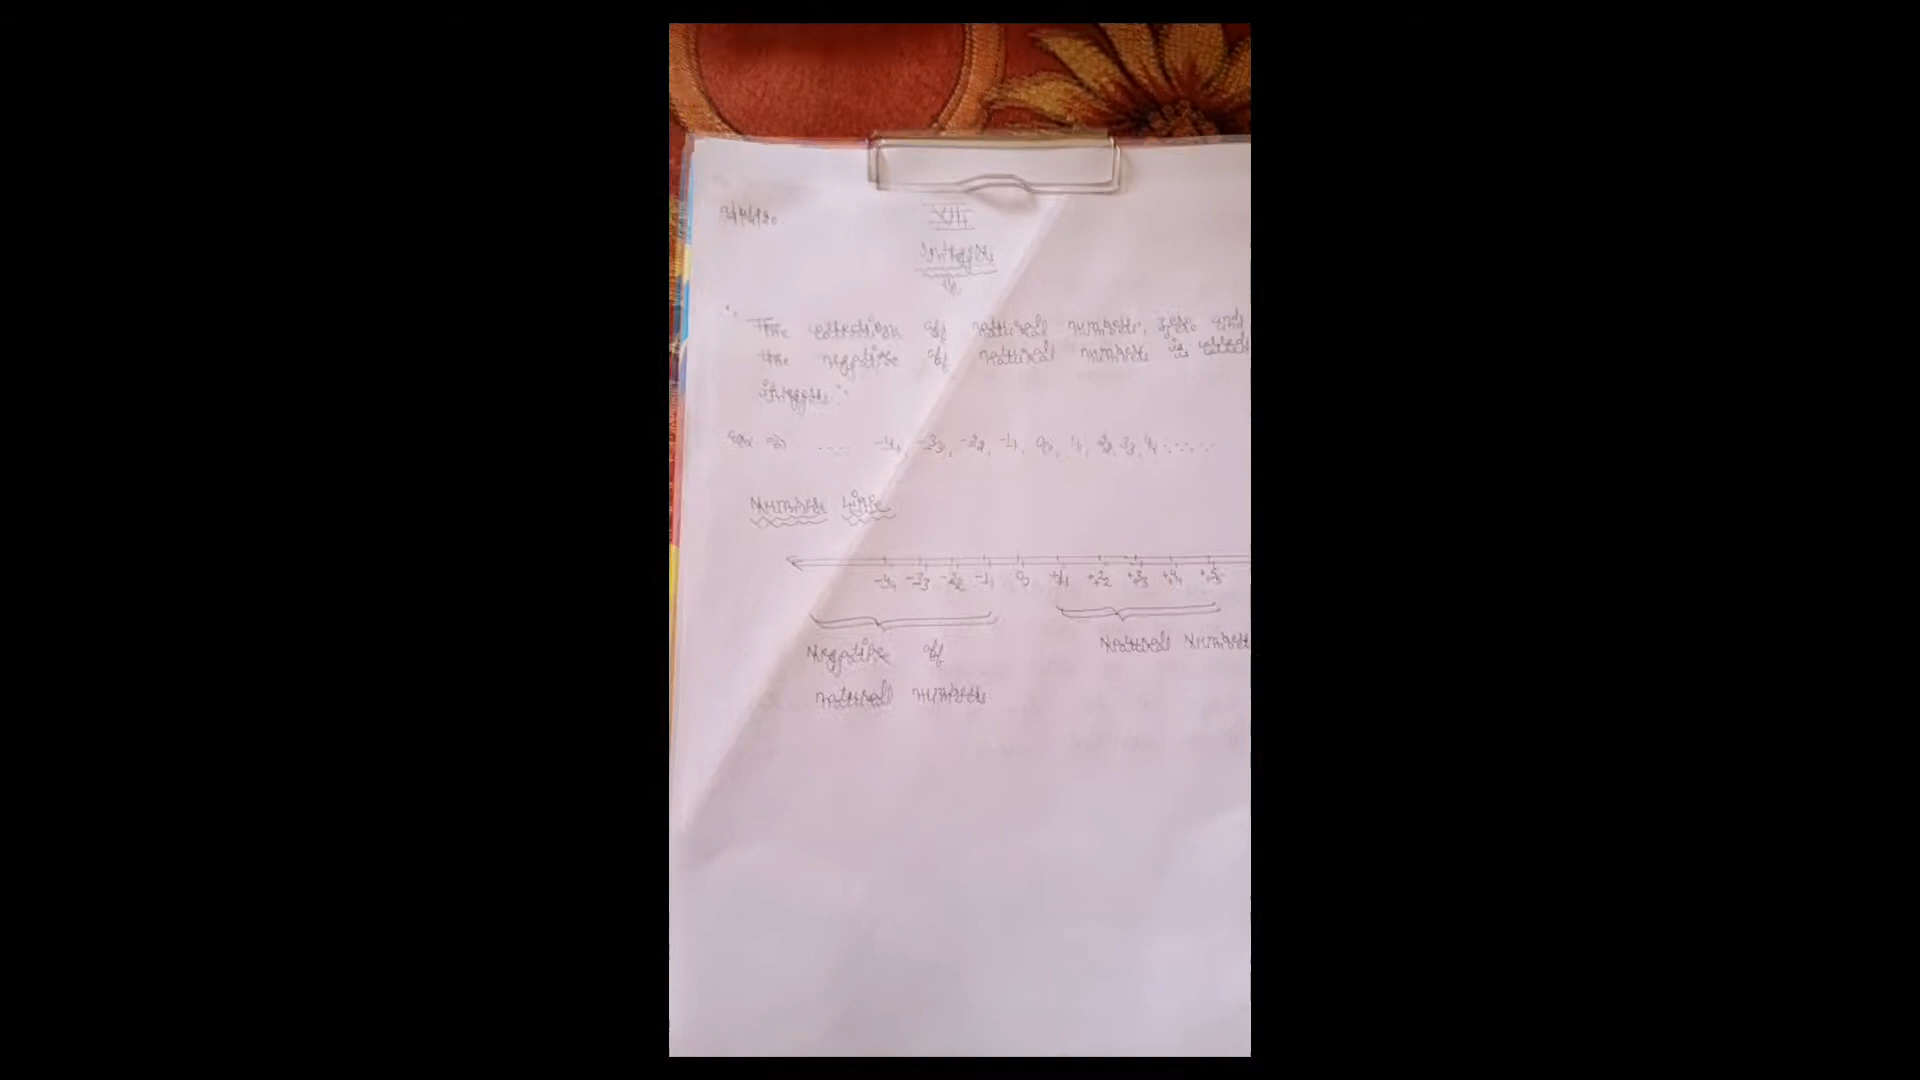 VII
Integers
The collection of natural numbers, zero and
the negative of natural numbers is called
integers
.... -4, -3, -2, -1, 0, 1, 2, 3, 4 ......
Number Line
-4 -3 -2 -1 0 +1 +2 +3 +4 +5
Negative of
natural numbers
Natural Number